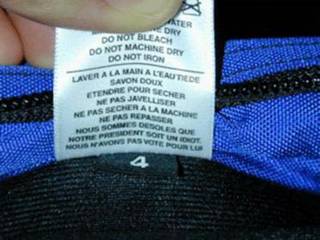 WATER
DO NOT BLEACH
DO NOT MACHINE DRY
DO NOT IRON
LAVER A LA MAIN A L'EAU TIEDE
SAVON DOUX
ETENDRE POUR SECHER
NE PAS JAVELLISER
NE PAS SECHER A LA MACHINE
NE PAS REPASSER
NOUS SOMMES DESOLES QUE
NOTRE PRESIDENT SOIT UN IDIOT.
NOUS N'AVONS PAS VOTE POUR LUI
4